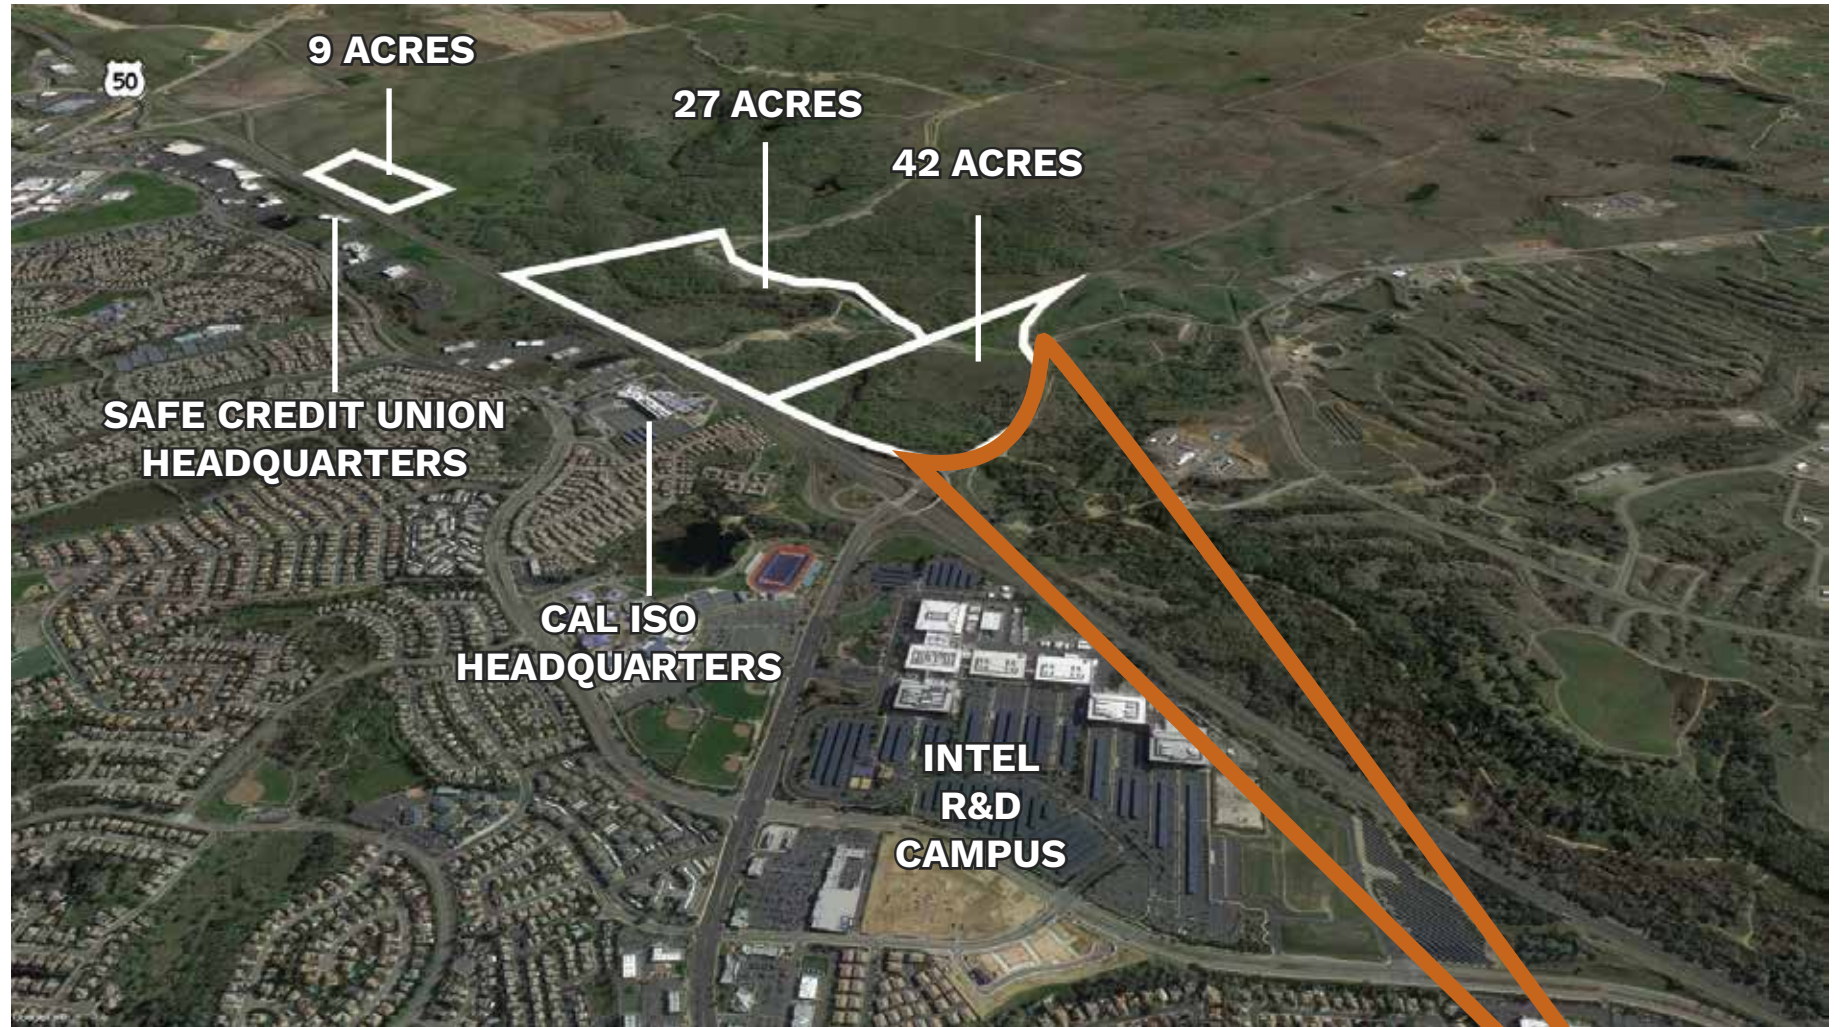 9 ACRES
50
27 ACRES
42 ACRES
SAFE CREDIT UNION
HEADQUARTERS
CAL ISO
HEADQUARTERS
INTEL
R&D
CAMPUS